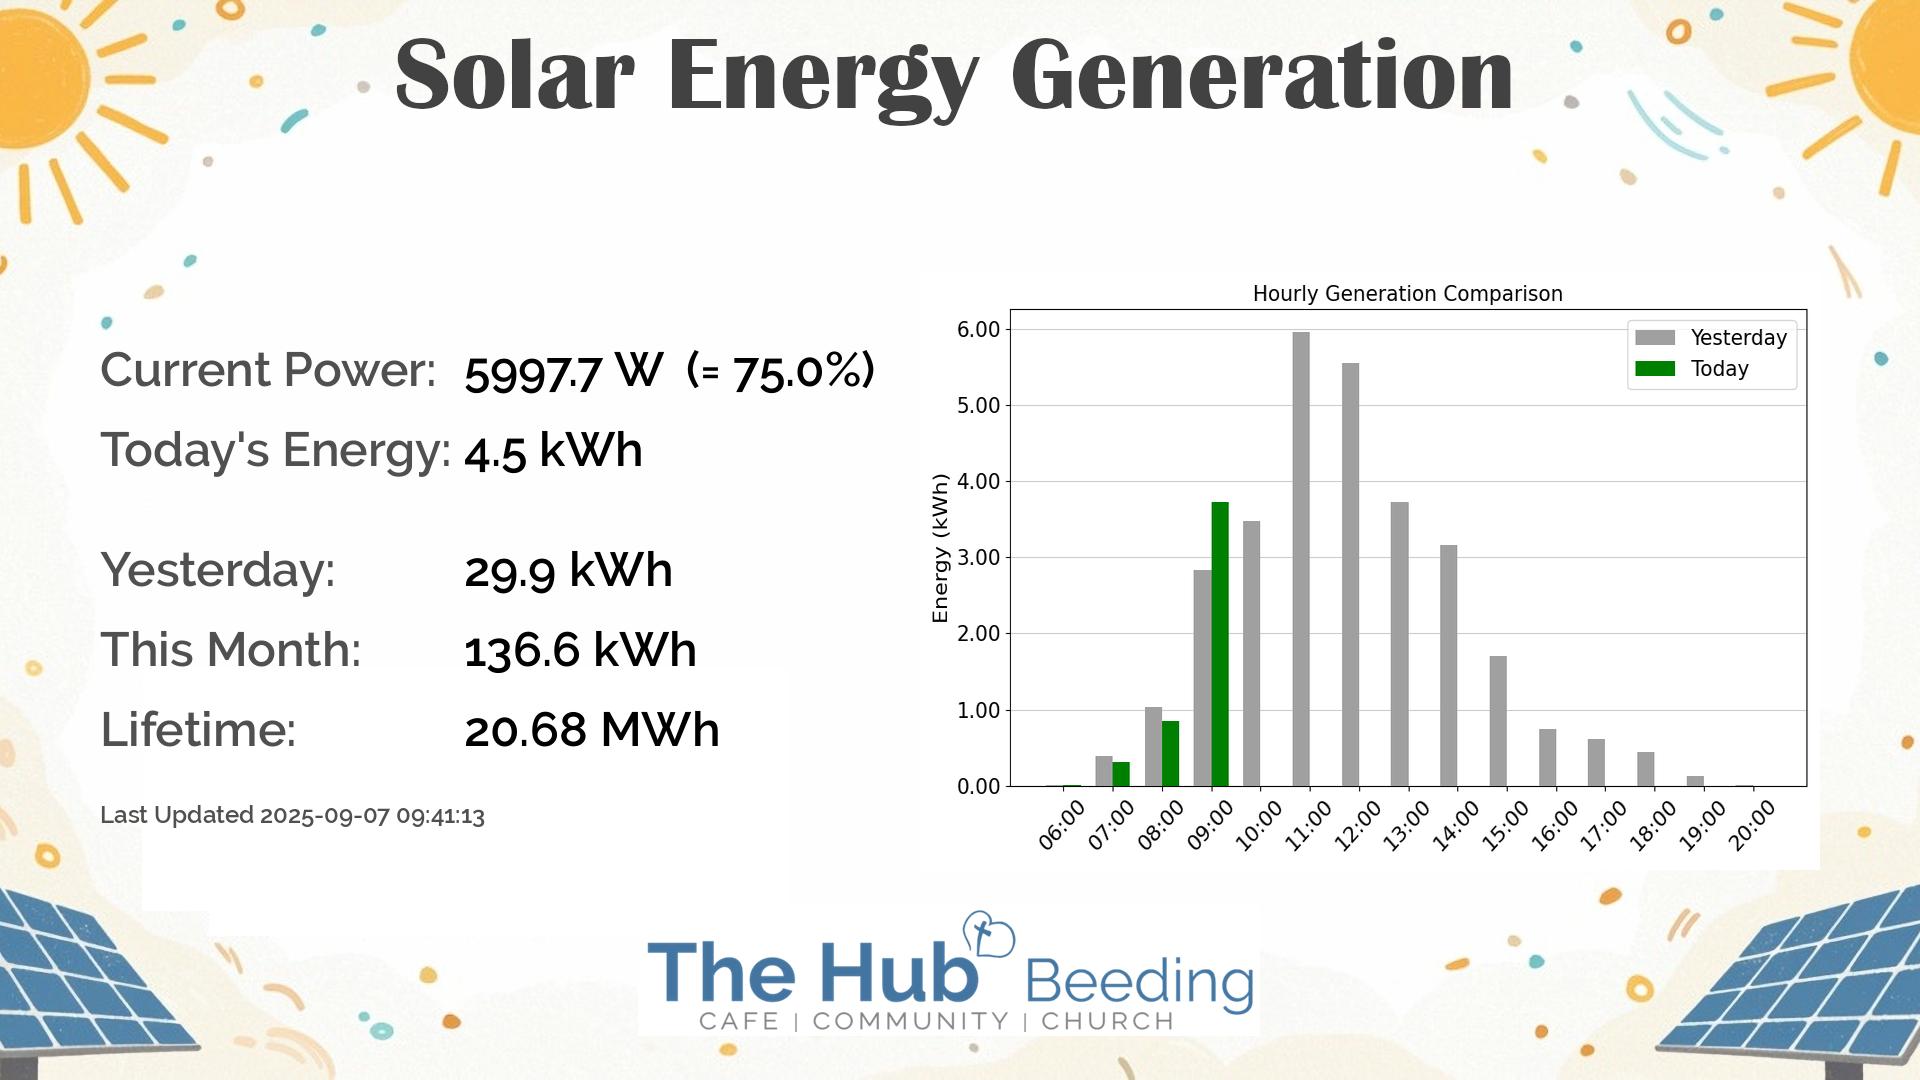 Solar Energy Generation
Current Power: 5997.7 W (= 75.0%)
Today's Energy: 4.5 kWh
Yesterday: 29.9 kWh
This Month: 136.6 kWh
Lifetime: 20.68 MWh
Last Updated 2025-09-07 09:41:13
Hourly Generation Comparison
Yesterday
Today
Energy (kWh)
6.00
5.00
4.00
3.00
2.00
1.00
0.00
06:00 07:00 08:00 09:00 10:00 11:00 12:00 13:00 14:00 15:00 16:00 17:00 18:00 19:00 20:00
The Hub Beeding
CAFE | COMMUNITY | CHURCH